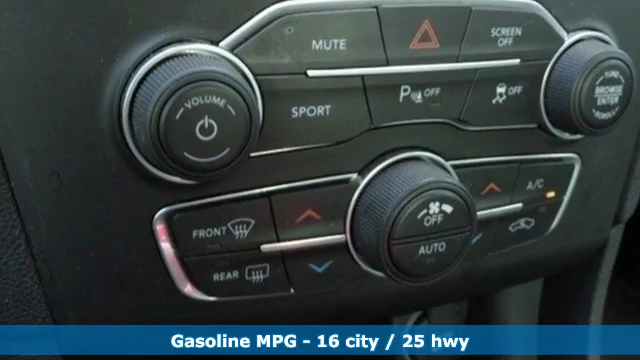 MUTE
SCREEN OFF
VOLUME
SPORT
P OFF
OFF
TUNE
BROWSE
ENTER
SCROLL
FRONT
OFF
A/C
REAR
AUTO
Gasoline MPG - 16 city / 25 hwy